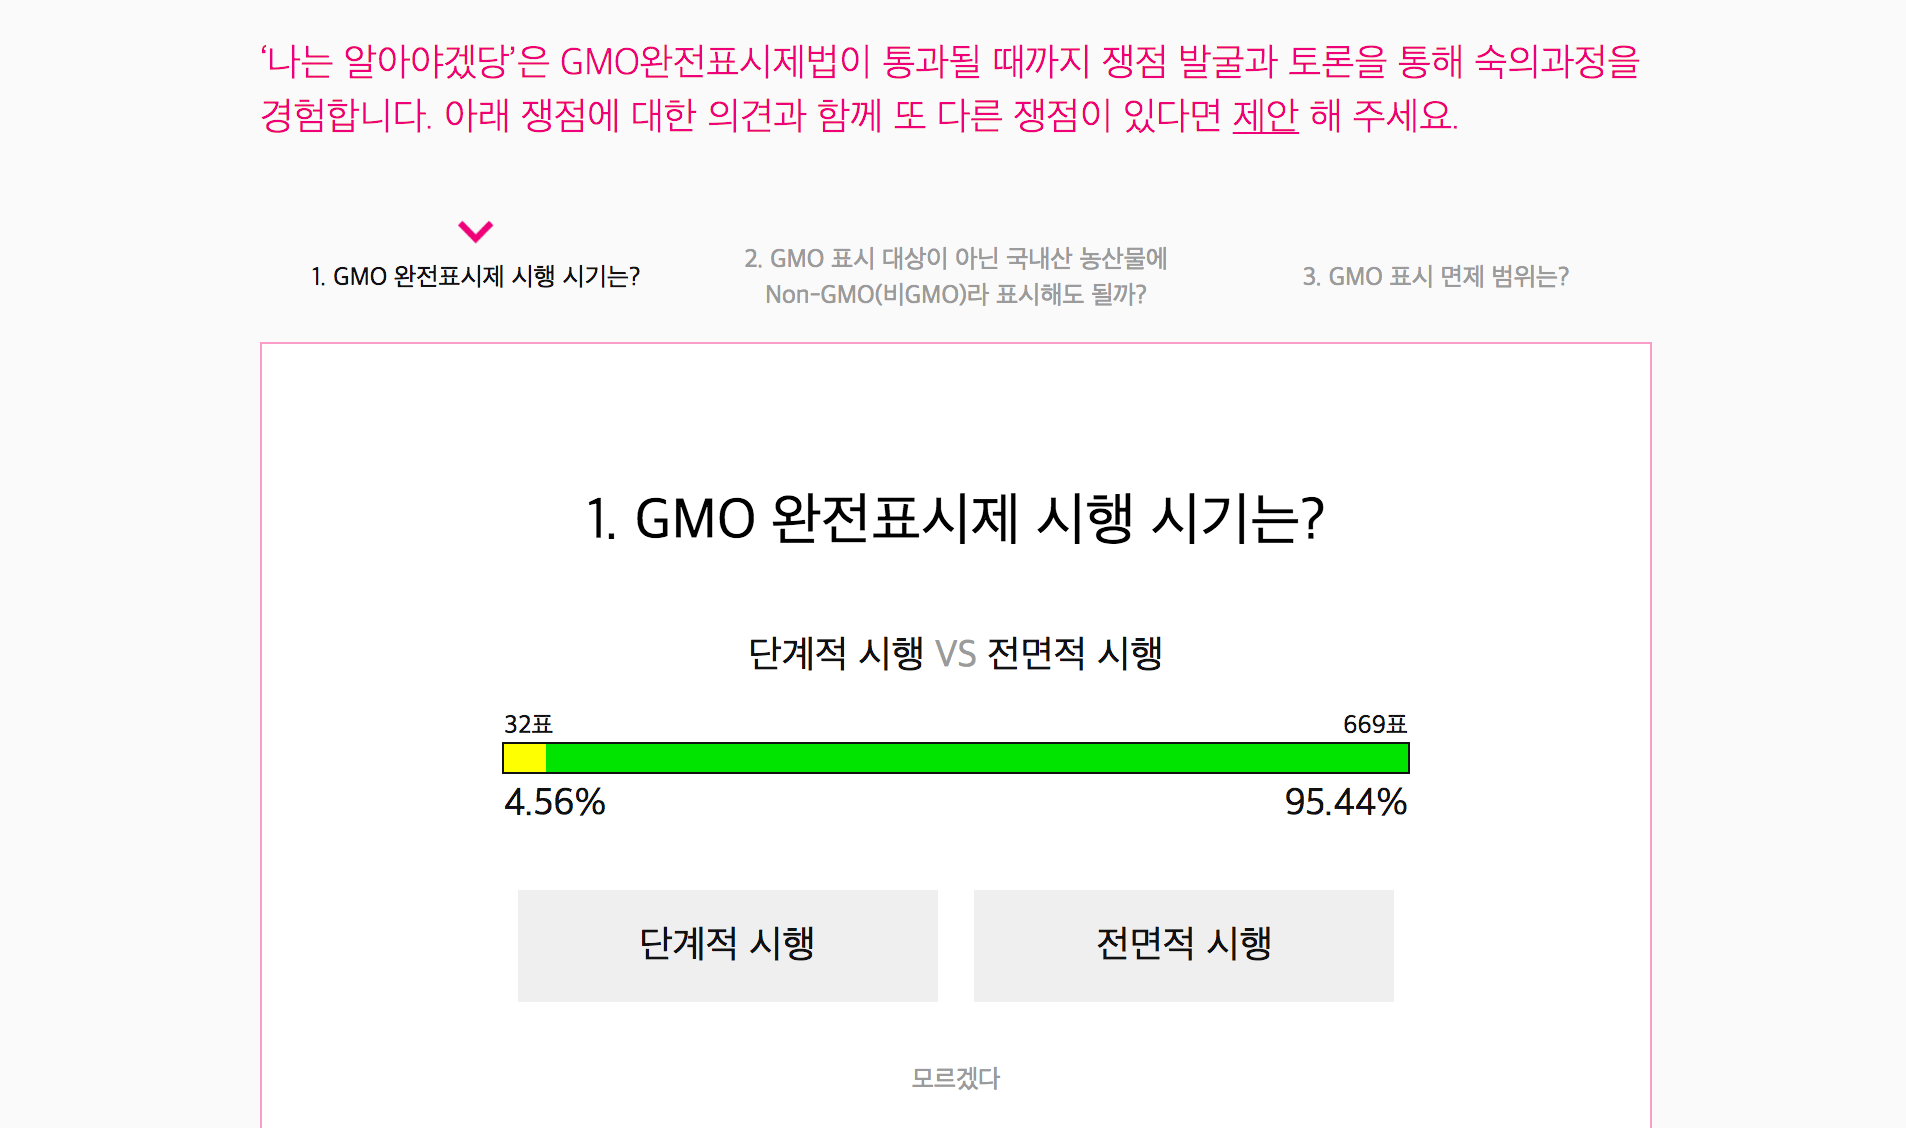 ‘나는 알아야겠당’은 GMO완전표시제법이 통과될 때까지 쟁점 발굴과 토론을 통해 숙의과정을
경험합니다. 아래 쟁점에 대한 의견과 함께 또 다른 쟁점이 있다면 제안 해 주세요.
1. GMO 완전표시제 시행 시기는?
2. GMO 표시 대상이 아닌 국내산 농산물에
Non-GMO(비GMO)라 표시해도 될까?
3. GMO 표시 면제 범위는?
1. GMO 완전표시제 시행 시기는?
단계적 시행 VS 전면적 시행
32표 669표
4.56% 95.44%
단계적 시행 전면적 시행
모르겠다